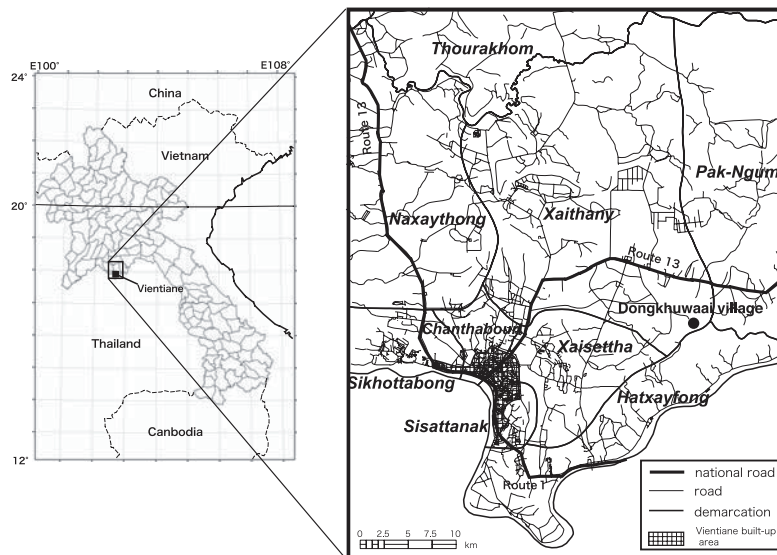 E100°
E108°
24°
20°
12°
China
Vietnam
Vientiane
Thailand
Canbodia
Thourakhom
Route 13
Pak-Ngum
Naxaythong
Xaithany
Route 13
Dongkhuwaai village
Chanthaboury
Xaisettha
Sikhottabong
Hatxayfong
Sisattanak
Route 1
0 2.5 5 7.5 10
km
national road
road
demarcation
Vientiane built-up
area